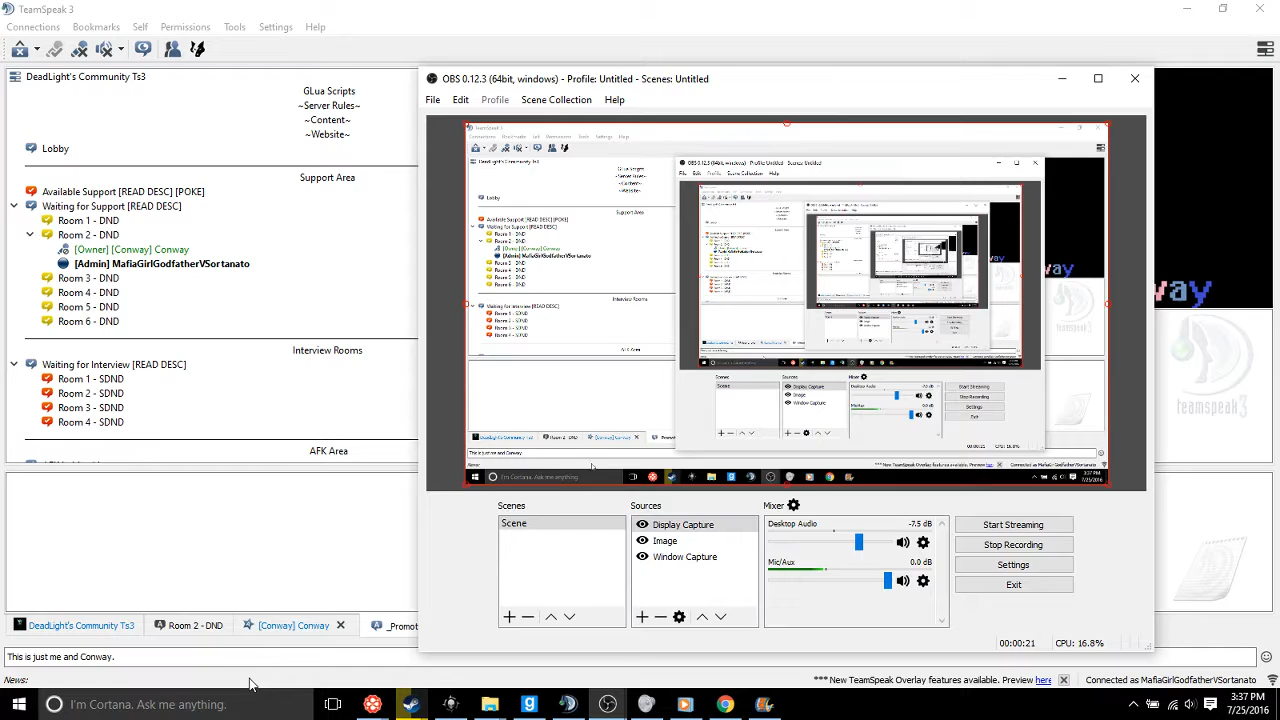 TeamSpeak 3
Connections Bookmarks Self Permissions Tools Settings Help
DeadLight's Community Ts3
GLua Scripts
~Server Rules~
~Content~
~Website~
Lobby
Support Area
Available Support [READ DESC] [POKE]
Waiting for Support [READ DESC]
Room 1 - DND
Room 2 - DND
[Owner] [Conway] Conway
[Admin] MafiaGirlGodfatherVSortanato
Room 3 - DND
Room 4 - DND
Room 5 - DND
Room 6 - DND
Interview Rooms
Waiting for Interview [READ DESC]
Room 1 - SDND
Room 2 - SDND
Room 3 - SDND
Room 4 - SDND
AFK Area
DeadLight's Community Ts3 Room 2 - DND [Conway] Conway _Promot
This is just me and Conway.
News:
*** New TeamSpeak Overlay features available. Preview here
Connected as MafiaGirlGodfatherVSortanato
OBS 0.12.3 (64bit, windows) - Profile: Untitled - Scenes: Untitled
File Edit Profile Scene Collection Help
Scenes
Scene
Sources
Display Capture
Image
Window Capture
Mixer
Desktop Audio -7.5 dB
Mic/Aux 0.0 dB
Start Streaming
Stop Recording
Settings
Exit
00:00:21 CPU: 16.8%
way
teamspeak3
I'm Cortana. Ask me anything.
3:37 PM
7/25/2016